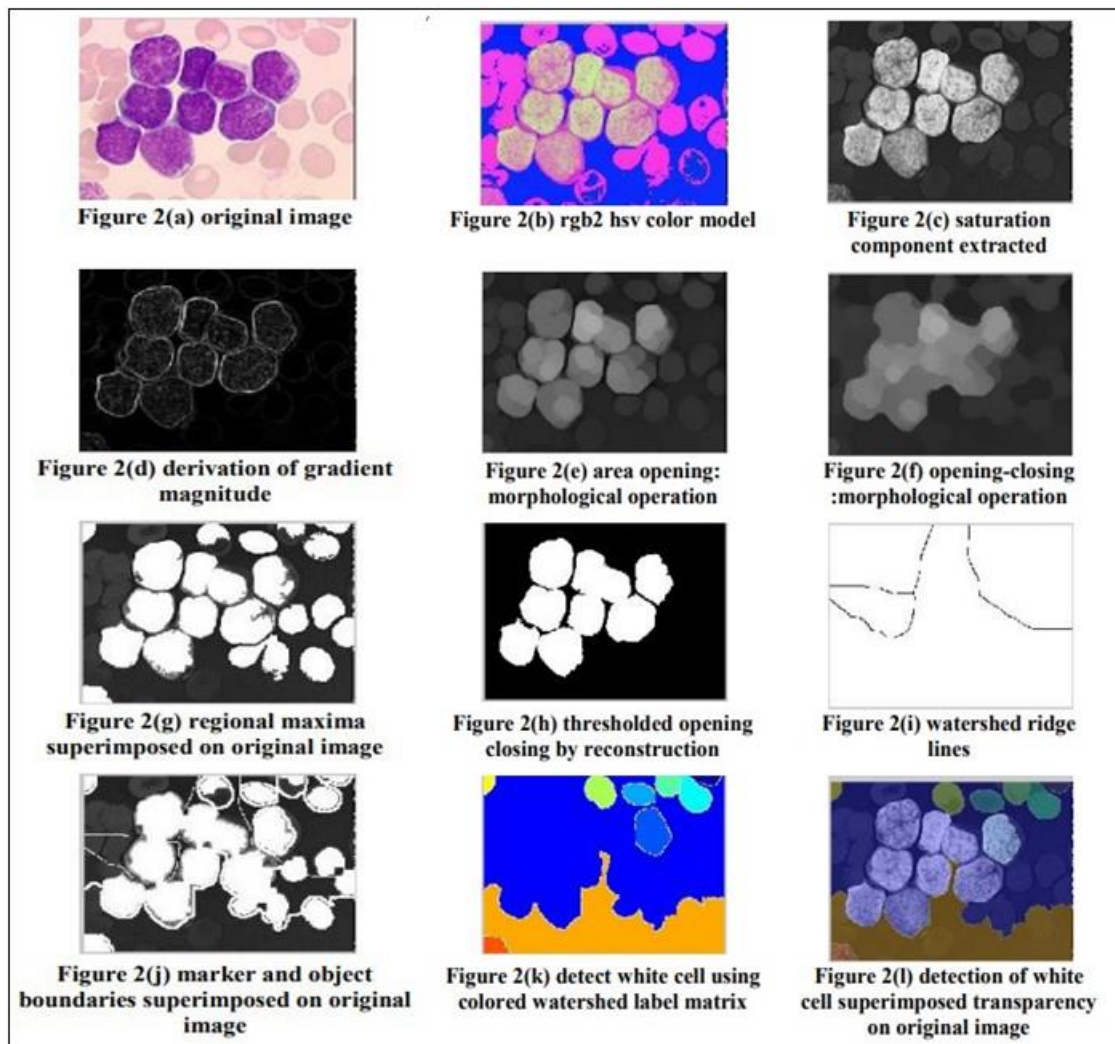 Figure 2(a) original image
Figure 2(b) rgb2 hsv color model
Figure 2(c) saturation
component extracted
Figure 2(d) derivation of gradient
magnitude
Figure 2(e) area opening:
morphological operation
Figure 2(f) opening-closing
:morphological operation
Figure 2(g) regional maxima
superimposed on original image
Figure 2(h) thresholded opening
closing by reconstruction
Figure 2(i) watershed ridge
lines
Figure 2(j) marker and object
boundaries superimposed on original
image
Figure 2(k) detect white cell using
colored watershed label matrix
Figure 2(l) detection of white
cell superimposed transparency
on original image